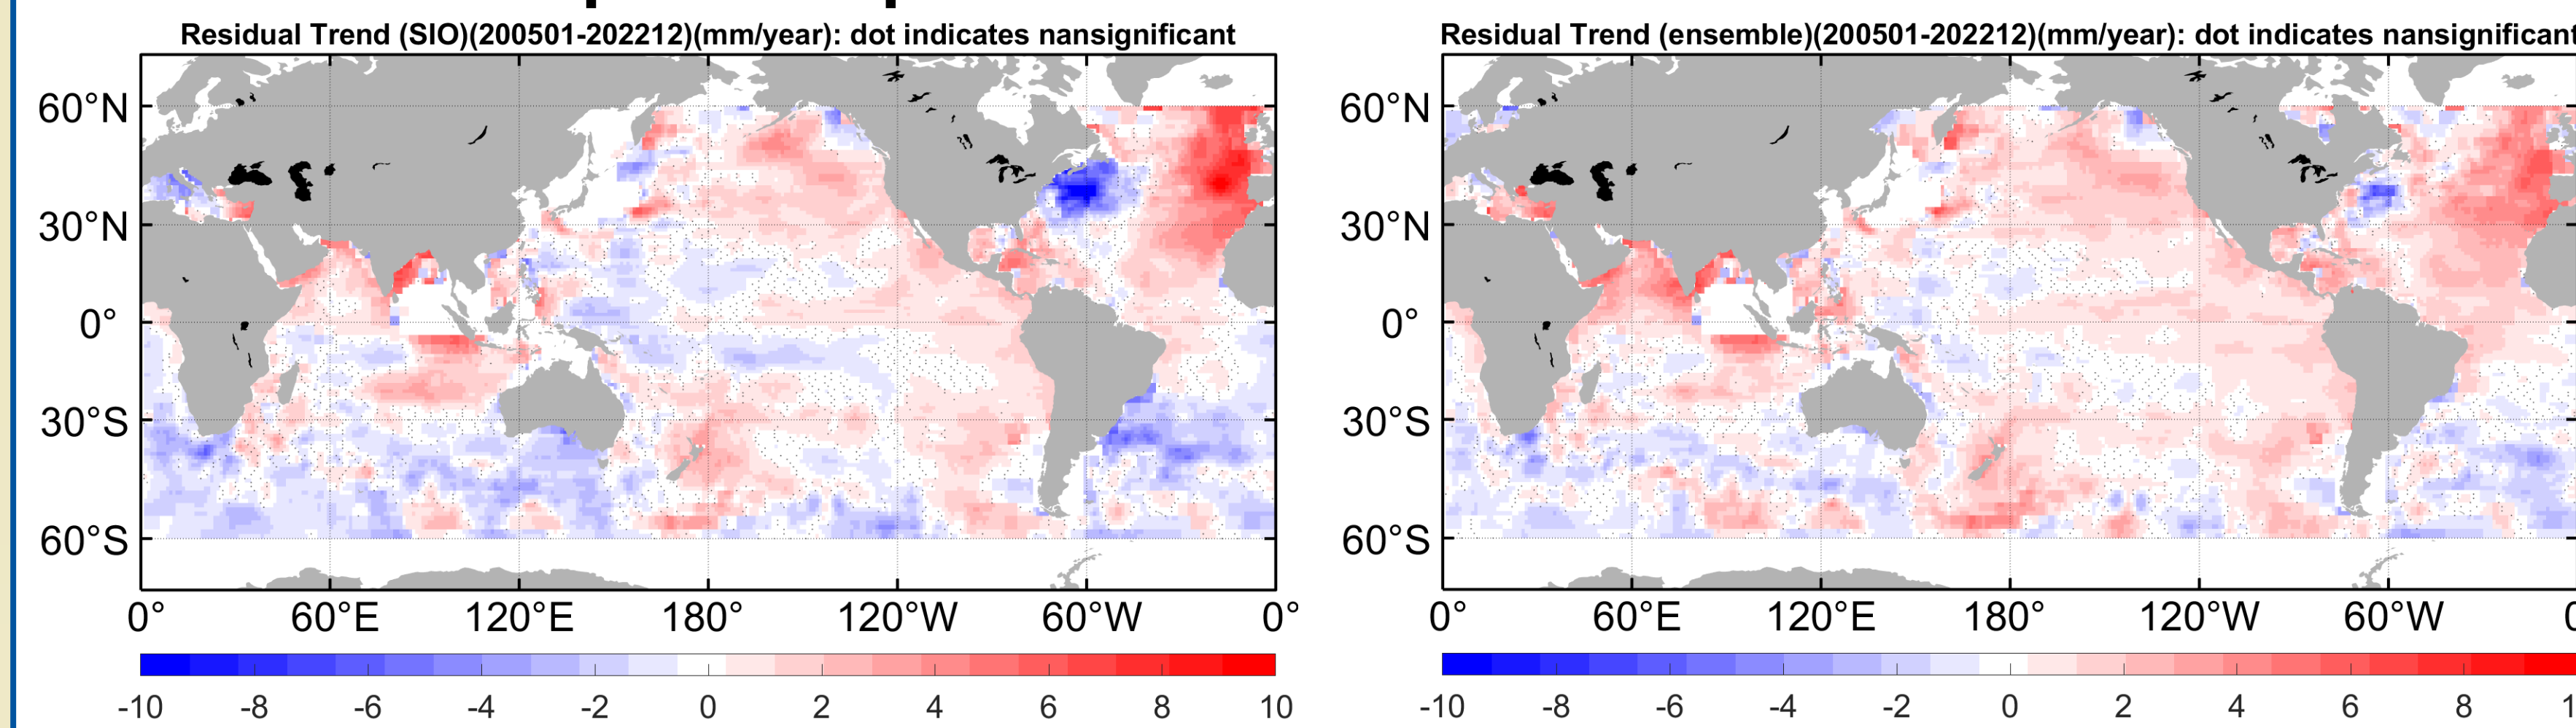 Residual Trend (SIO)(200501-202212)(mm/year): dot indicates nansignificant
60°N
30°N
0°
30°S
60°S
0° 60°E 120°E 180° 120°W 60°W 0°
-10 -8 -6 -4 -2 0 2 4 6 8 10
Residual Trend (ensemble)(200501-202212)(mm/year): dot indicates nansignificant
60°N
30°N
0°
30°S
60°S
0° 60°E 120°E 180° 120°W 60°W
-10 -8 -6 -4 -2 0 2 4 6 8